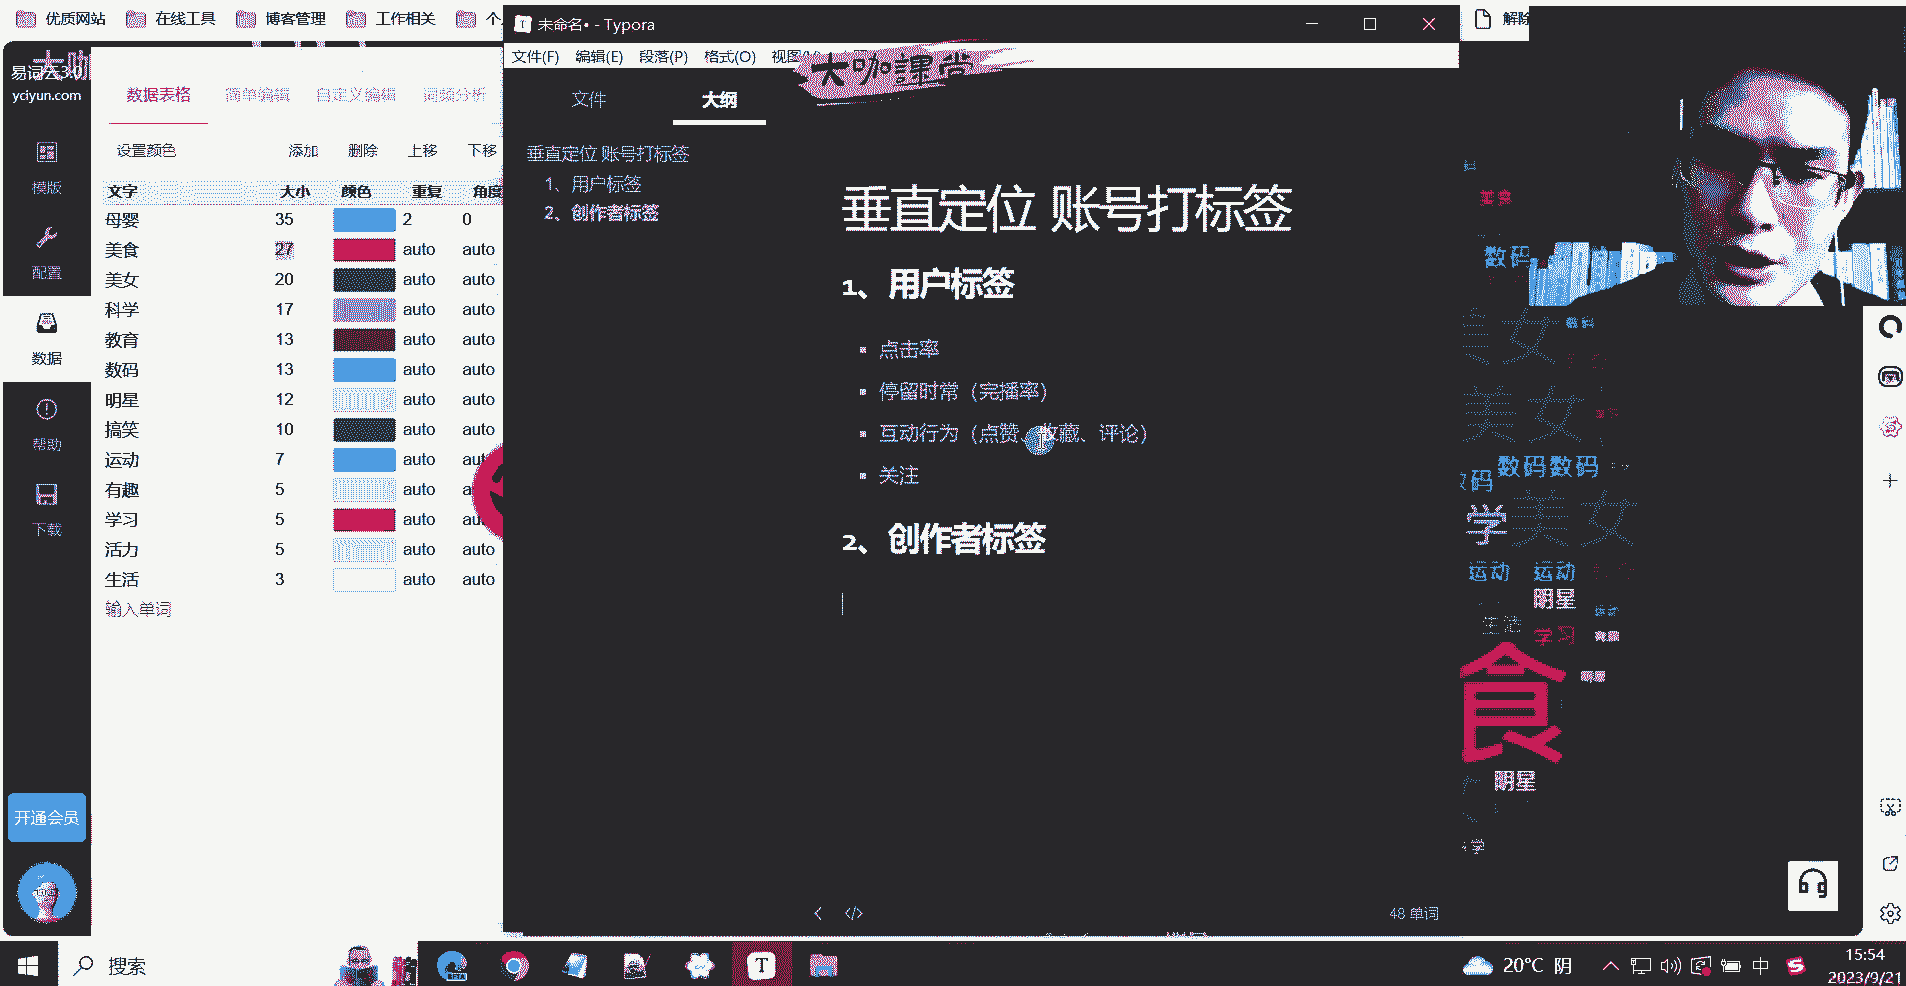 优质网站 在线工具 博客管理 工作相关
易词云3.0
yciyun.com
模版
配置
数据
帮助
下载
开通会员
数据表格 简单编辑 自定义编辑 词频分析
设置颜色 添加 删除 上移 下移
文字 大小 颜色 重复 角度
母婴 35 2 0
美食 27 auto auto
美女 20 auto auto
科学 17 auto auto
教育 13 auto auto
数码 13 auto auto
明星 12 auto auto
搞笑 10 auto auto
运动 7 auto auto
有趣 5 auto
学习 5 auto
活力 5 auto auto
生活 3 auto auto
输入单词
未命名• - Typora
文件(F) 编辑(E) 段落(P) 格式(O) 视图
大咖課堂
文件 大纲
垂直定位 账号打标签
1、用户标签
2、创作者标签
垂直定位 账号打标签
1、用户标签
点击率
停留时常（完播率）
互动行为（点赞、收藏、评论）
关注
2、创作者标签
48 单词
解除
美食
数码
美女
美女
数码数码
数码
学美女
运动 运动
明星
生活 学习
食
明星
学
搜索
20°C 阴
中
15:54
2023/9/21